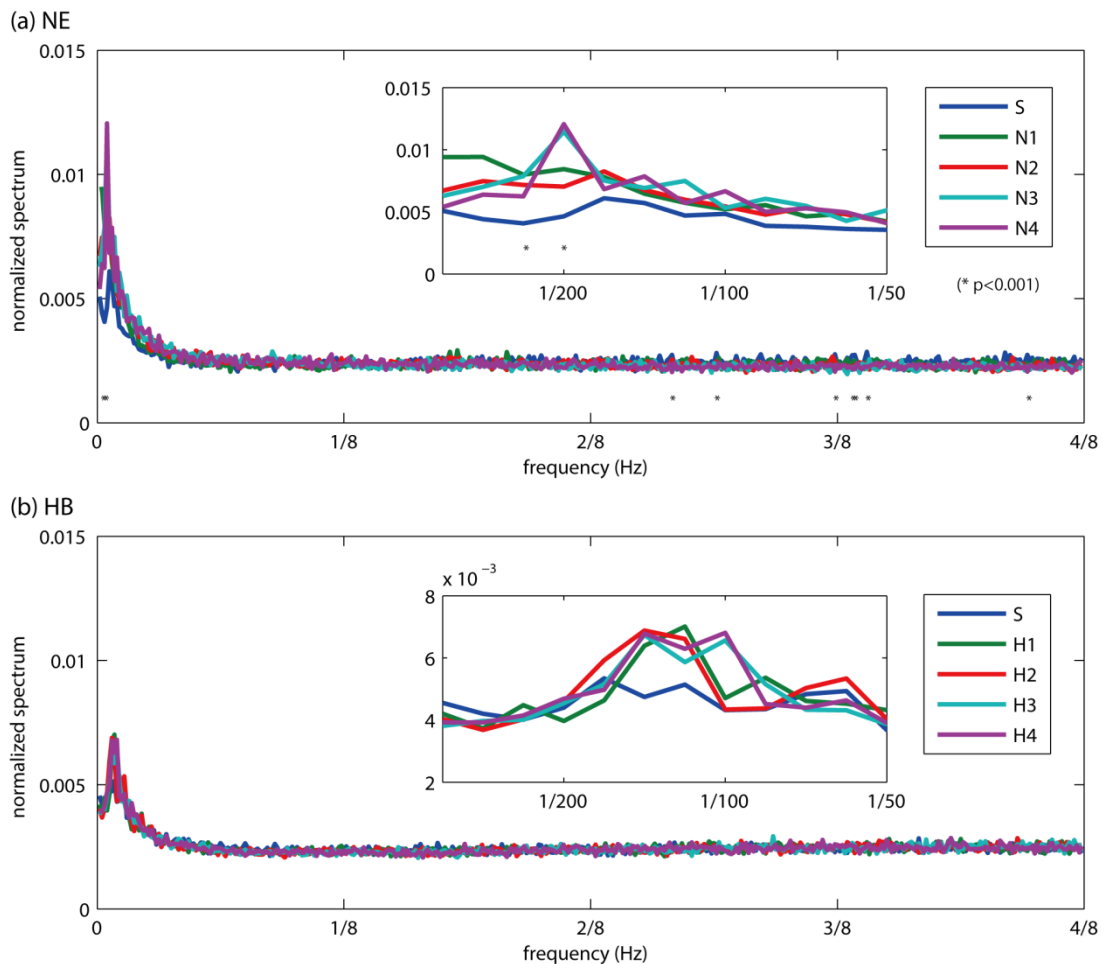 (a) NE
0.015
0.01
0.005
0
normalized spectrum
0.015
0.01
0.005
0
1/200
1/100
1/50
S
N1
N2
N3
N4
(* p<0.001)
*
*
*
*
*
*
*
*
*
*
*
0
1/8
2/8
3/8
4/8
frequency (Hz)
(b) HB
0.015
0.01
0.005
0
normalized spectrum
x 10 −3
8
6
4
2
1/200
1/100
1/50
S
H1
H2
H3
H4
0
1/8
2/8
3/8
4/8
frequency (Hz)